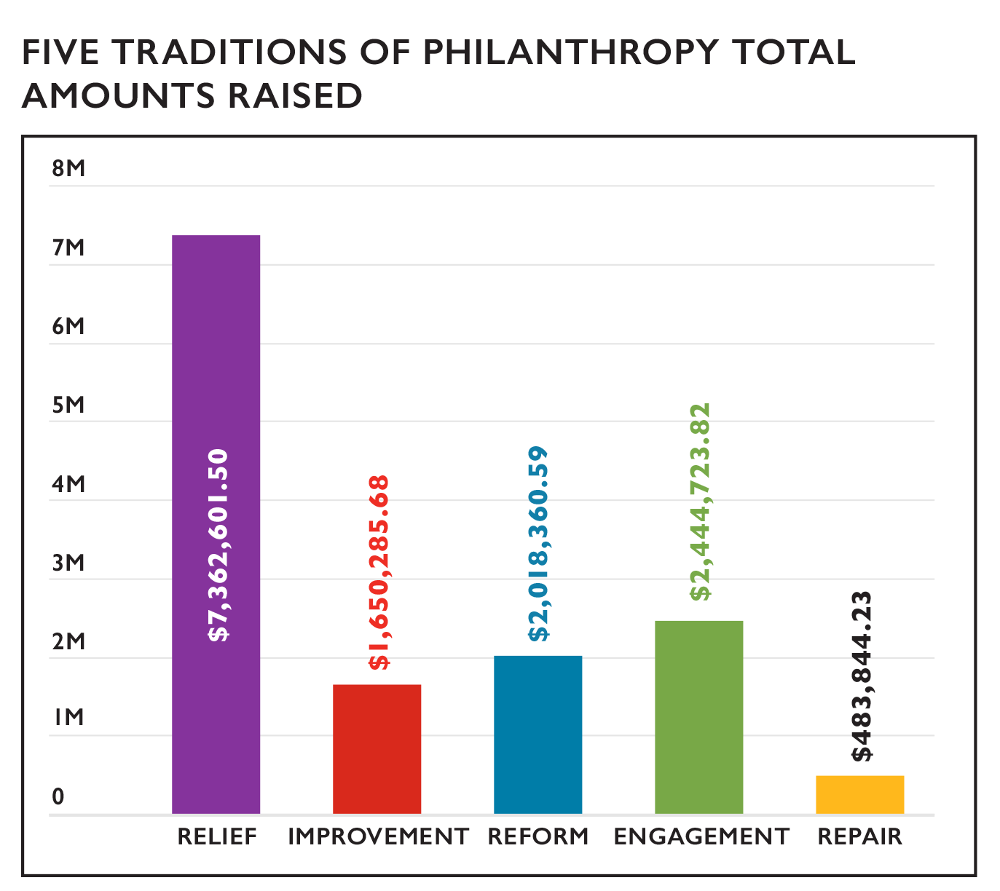 FIVE TRADITIONS OF PHILANTHROPY TOTAL
AMOUNTS RAISED
8M
7M
6M
5M
4M
3M
2M
1M
0
$7,362,601.50
$1,650,285.68
$2,018,360.59
$2,444,723.82
$483,844.23
RELIEF
IMPROVEMENT
REFORM
ENGAGEMENT
REPAIR